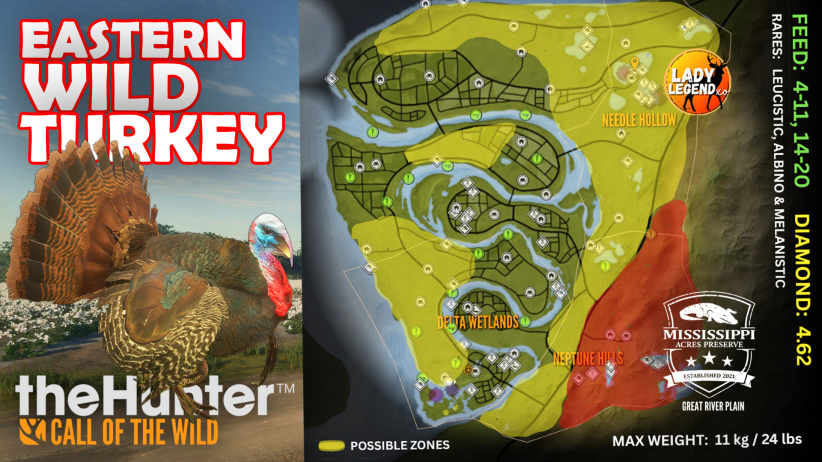 EASTERN
WILD
TURKEY
theHunter™
CALL OF THE WILD
LADY
LEGEND.co
NEEDLE HOLLOW
DELTA WETLANDS
NEPTUNE HILLS
MISSISSIPPI
ACRES PRESERVE
ESTABLISHED 2021
GREAT RIVER PLAIN
POSSIBLE ZONES
MAX WEIGHT: 11 kg / 24 lbs
FEED: 4-11, 14-20 DIAMOND: 4.62
RARES: LEUCISTIC, ALBINO & MELANISTIC